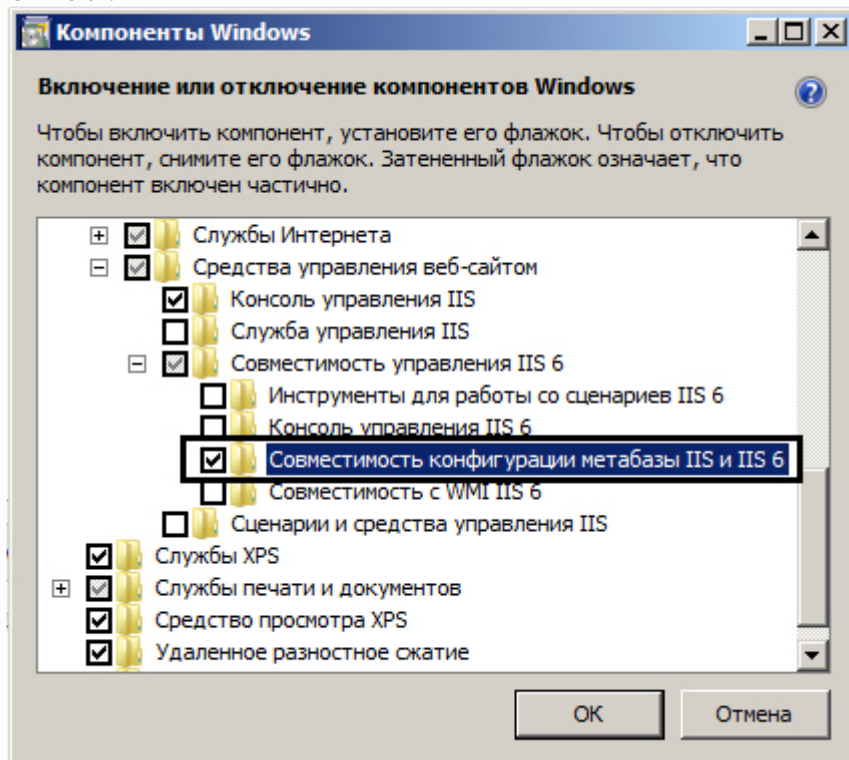 Компоненты Windows
Включение или отключение компонентов Windows
Чтобы включить компонент, установите его флажок. Чтобы отключить
компонент, снимите его флажок. Затененный флажок означает, что
компонент включен частично.
Службы Интернета
Средства управления веб-сайтом
Консоль управления IIS
Служба управления IIS
Совместимость управления IIS 6
Инструменты для работы со сценариев IIS 6
Консоль управления IIS 6
Совместимость конфигурации метабазы IIS и IIS 6
Совместимость с WMI IIS 6
Сценарии и средства управления IIS
Службы XPS
Службы печати и документов
Средство просмотра XPS
Удаленное разностное сжатие
ОК
Отмена